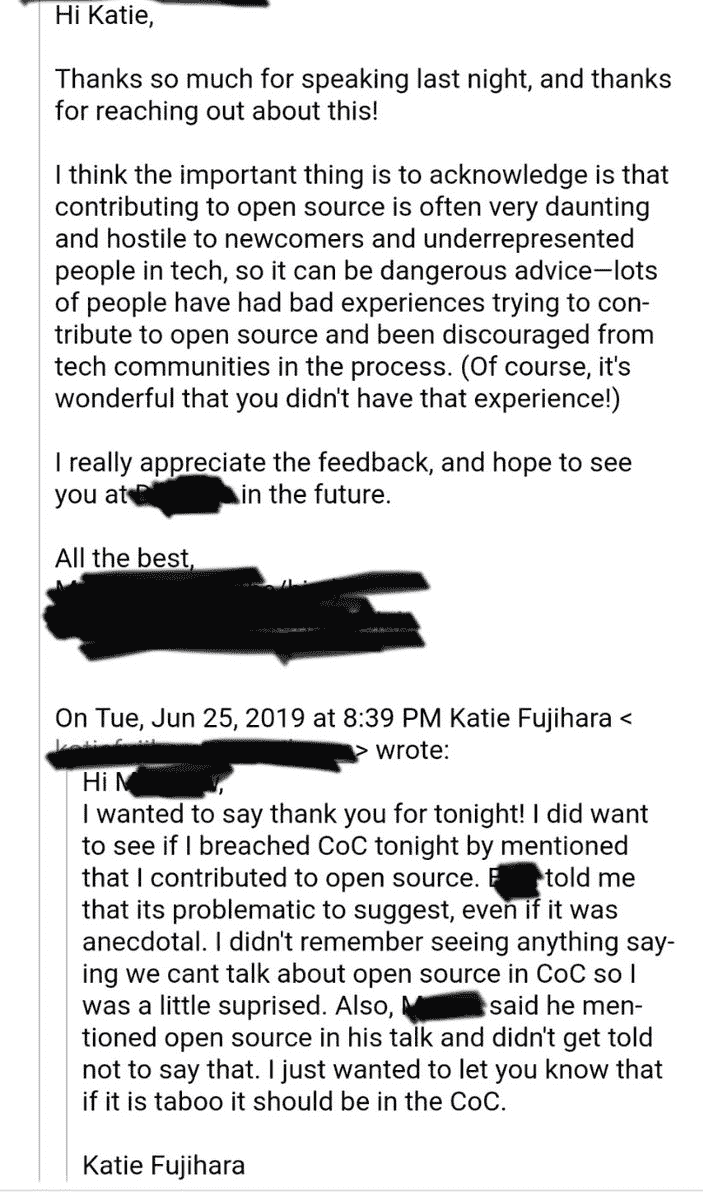 Hi Katie,
Thanks so much for speaking last night, and thanks
for reaching out about this!
I think the important thing is to acknowledge is that
contributing to open source is often very daunting
and hostile to newcomers and underrepresented
people in tech, so it can be dangerous advice—lots
of people have had bad experiences trying to con-
tribute to open source and been discouraged from
tech communities in the process. (Of course, it's
wonderful that you didn't have that experience!)
I really appreciate the feedback, and hope to see
you at in the future.
All the best,
On Tue, Jun 25, 2019 at 8:39 PM Katie Fujihara <
> wrote:
Hi M ,
I wanted to say thank you for tonight! I did want
to see if I breached CoC tonight by mentioned
that I contributed to open source. told me
that its problematic to suggest, even if it was
anecdotal. I didn't remember seeing anything say-
ing we cant talk about open source in CoC so I
was a little suprised. Also, M said he men-
tioned open source in his talk and didn't get told
not to say that. I just wanted to let you know that
if it is taboo it should be in the CoC.
Katie Fujihara